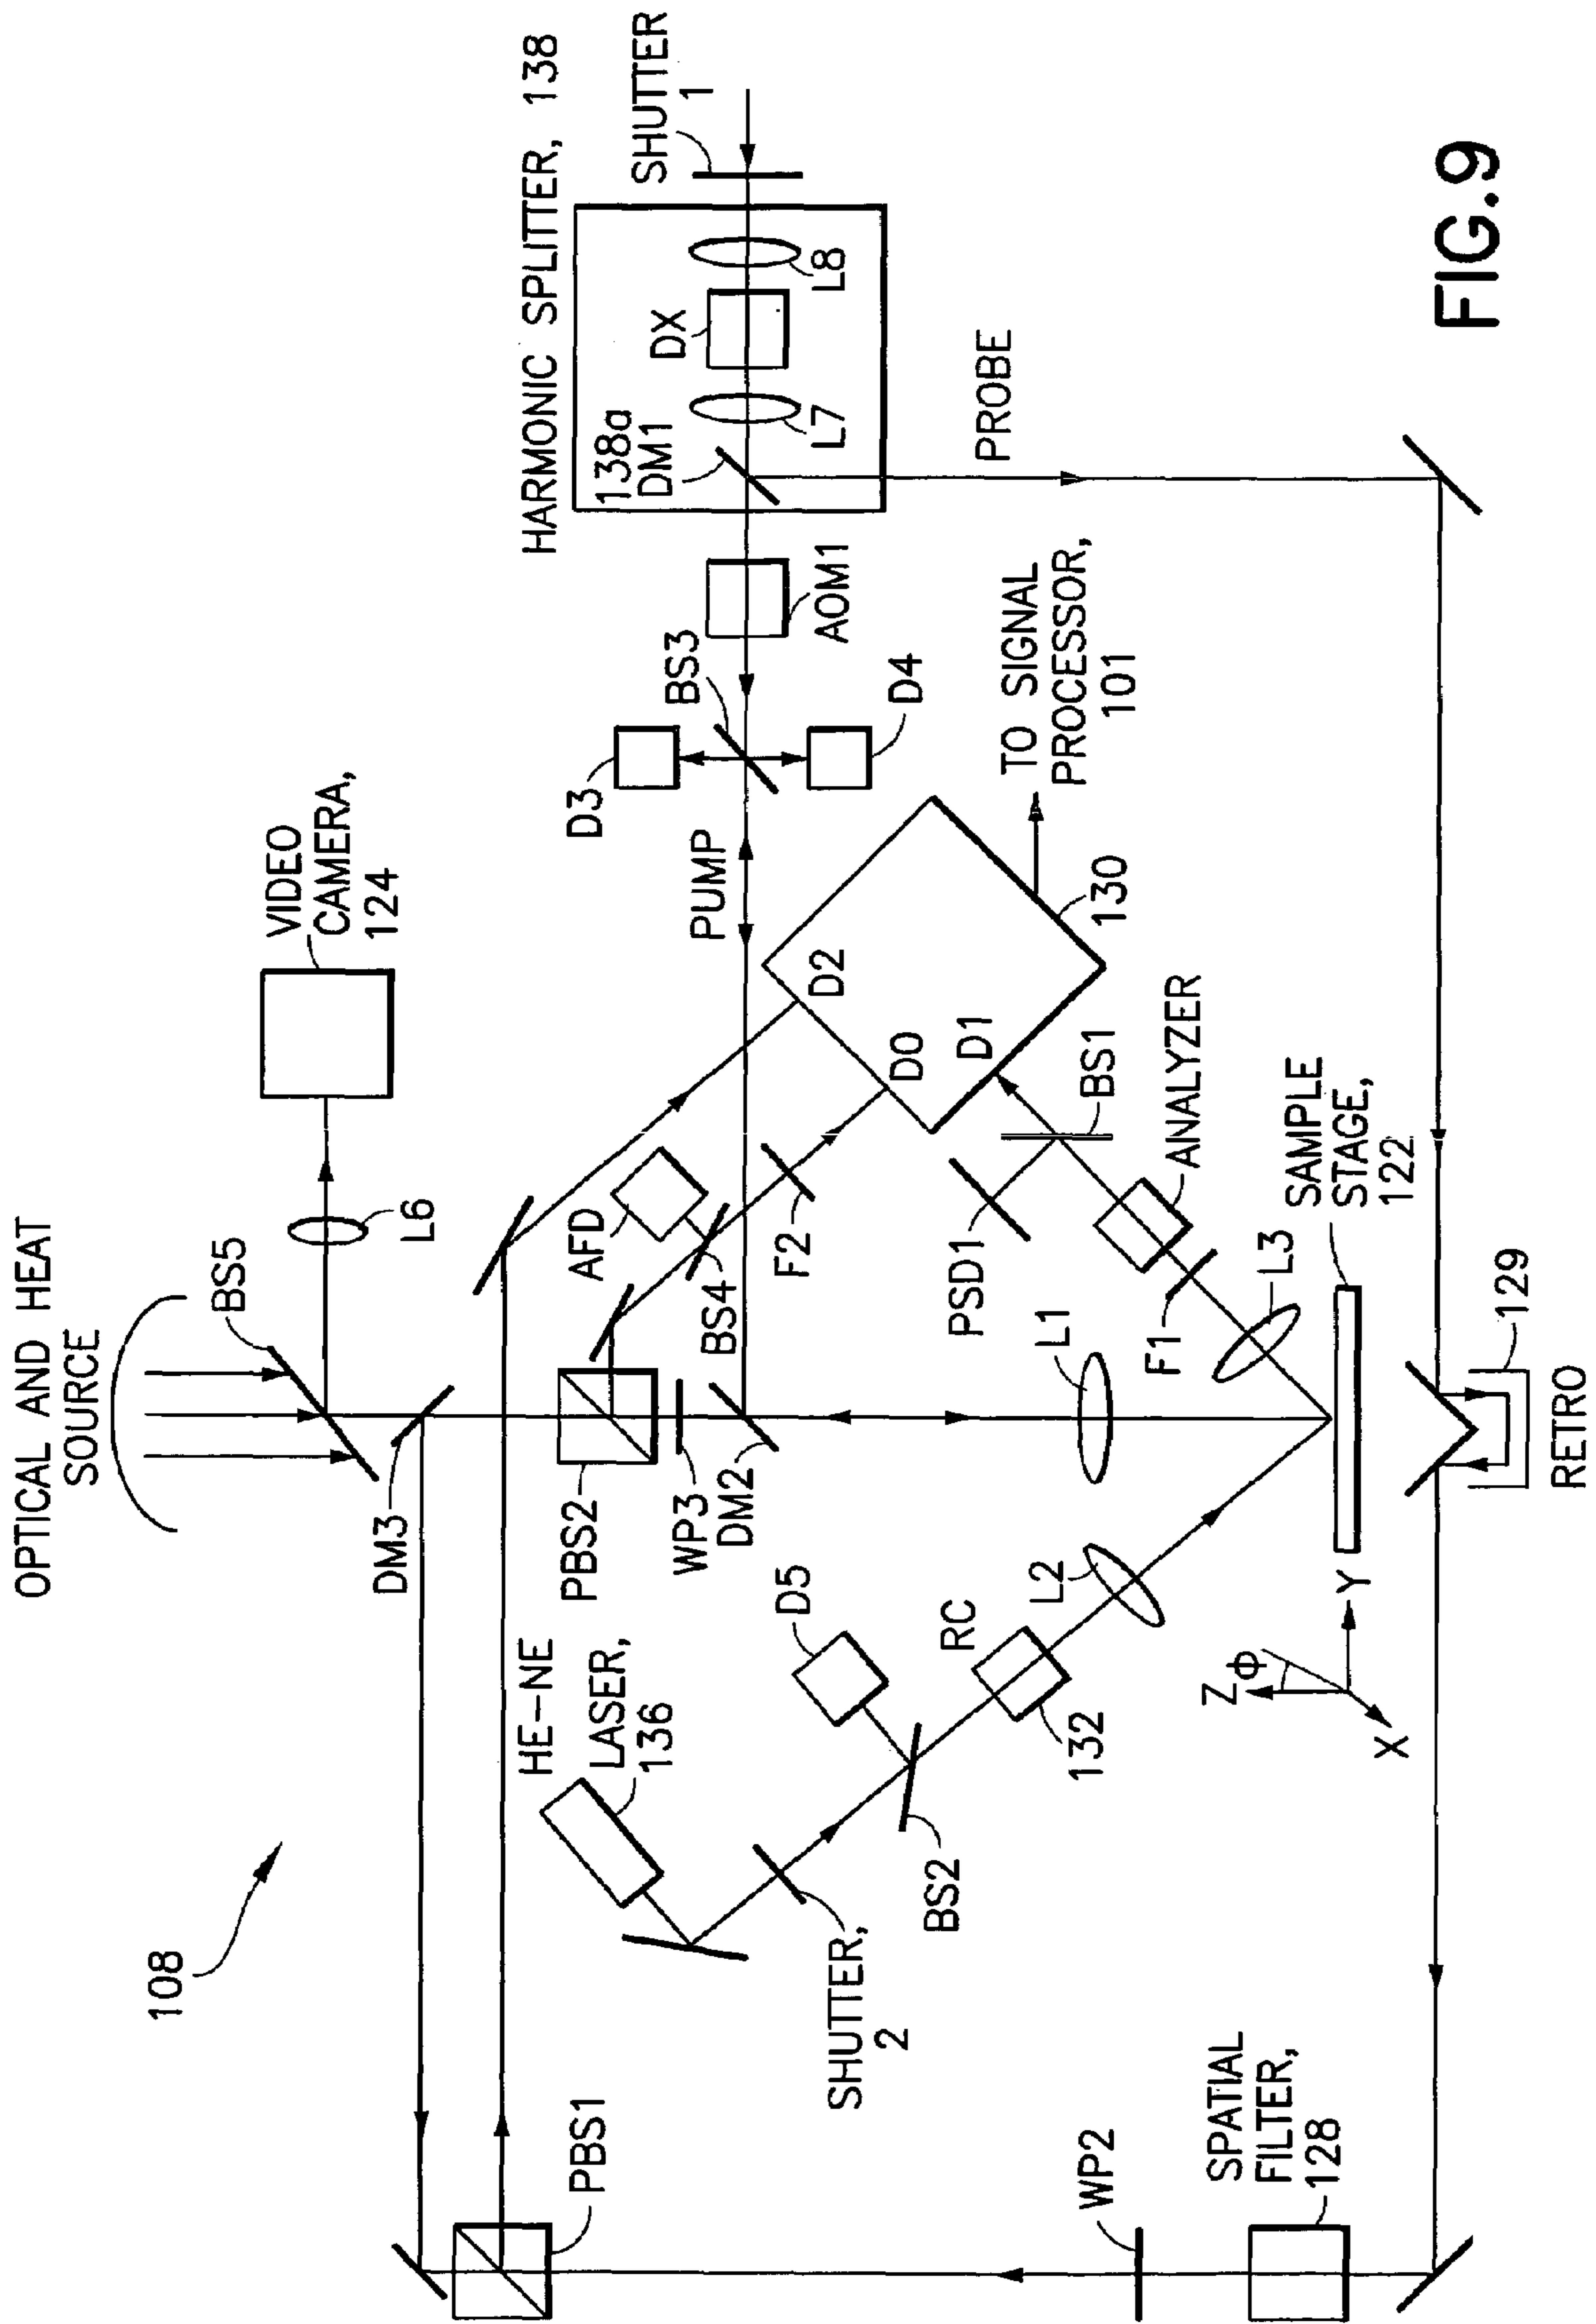 OPTICAL AND HEAT
SOURCE
BS5
VIDEO
CAMERA,
124
L6
DM3
108
HARMONIC SPLITTER, 138
SHUTTER
1
138a
DM1
DX
L7
L8
PROBE
AOM1
BS3
D3
D4
PUMP
TO SIGNAL
PROCESSOR,
101
130
D2
D0
D1
AFD
BS4
F2
PBS2
WP3
DM2
HE-NE
LASER,
136
D5
SHUTTER,
2
BS2
RC
132
L2
L1
PSD1
BS1
ANALYZER
F1
L3
SAMPLE
STAGE,
122
Z
Φ
Y
X
129
RETRO
PBS1
WP2
SPATIAL
FILTER,
128
FIG.9